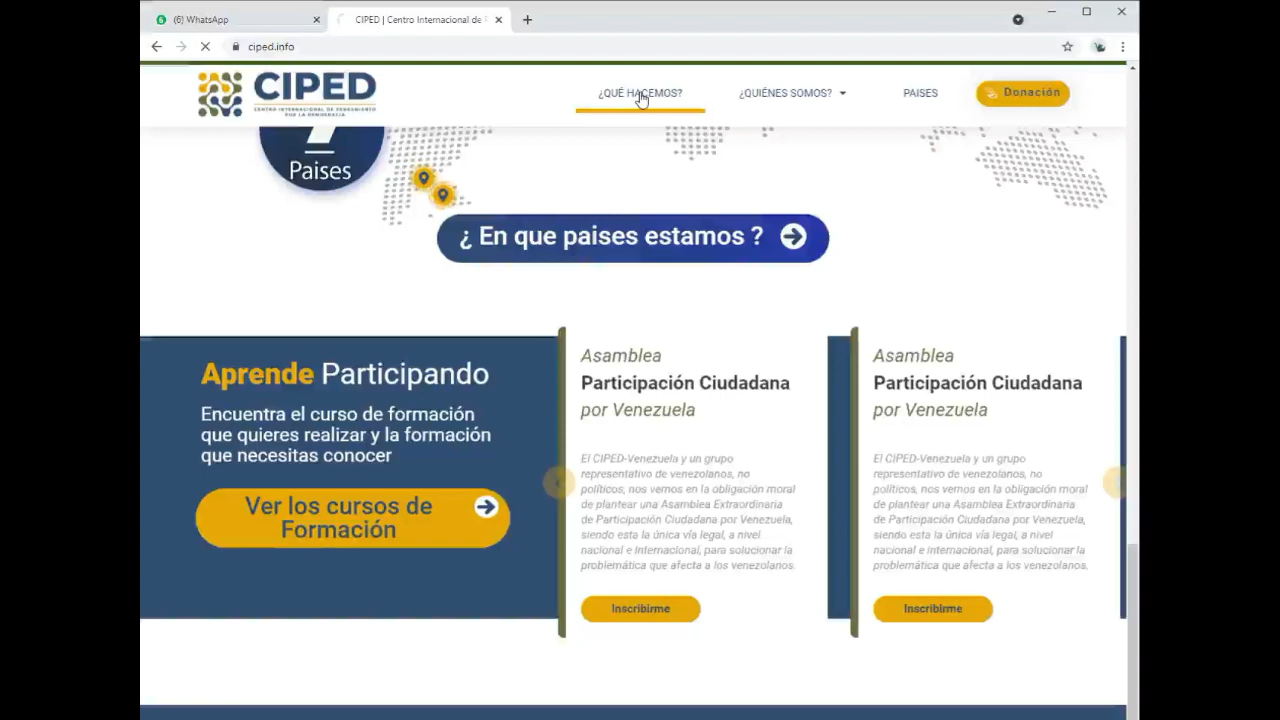 (6) WhatsApp
CIPED | Centro Internacional de
ciped.info
CIPED
CENTRO INTERNACIONAL DE PENSAMIENTO
POR LA DEMOCRACIA
¿QUÉ HACEMOS?
¿QUIÉNES SOMOS?
PAISES
Donación
Paises
¿ En que paises estamos ?
Aprende Participando
Encuentra el curso de formación
que quieres realizar y la formación
que necesitas conocer
Ver los cursos de
Formación
Asamblea
Participación Ciudadana
por Venezuela
El CIPED-Venezuela y un grupo
representativo de venezolanos, no
políticos, nos vemos en la obligación moral
de plantear una Asamblea Extraordinaria
de Participación Ciudadana por Venezuela,
siendo esta la única vía legal, a nivel
nacional e Internacional, para solucionar la
problemática que afecta a los venezolanos.
Inscribirme
Asamblea
Participación Ciudadana
por Venezuela
El CIPED-Venezuela y un grupo
representativo de venezolanos, no
políticos, nos vemos en la obligación moral
de plantear una Asamblea Extraordinaria
de Participación Ciudadana por Venezuela,
siendo esta la única vía legal, a nivel
nacional e Internacional, para solucionar la
problemática que afecta a los venezolanos.
Inscribirme